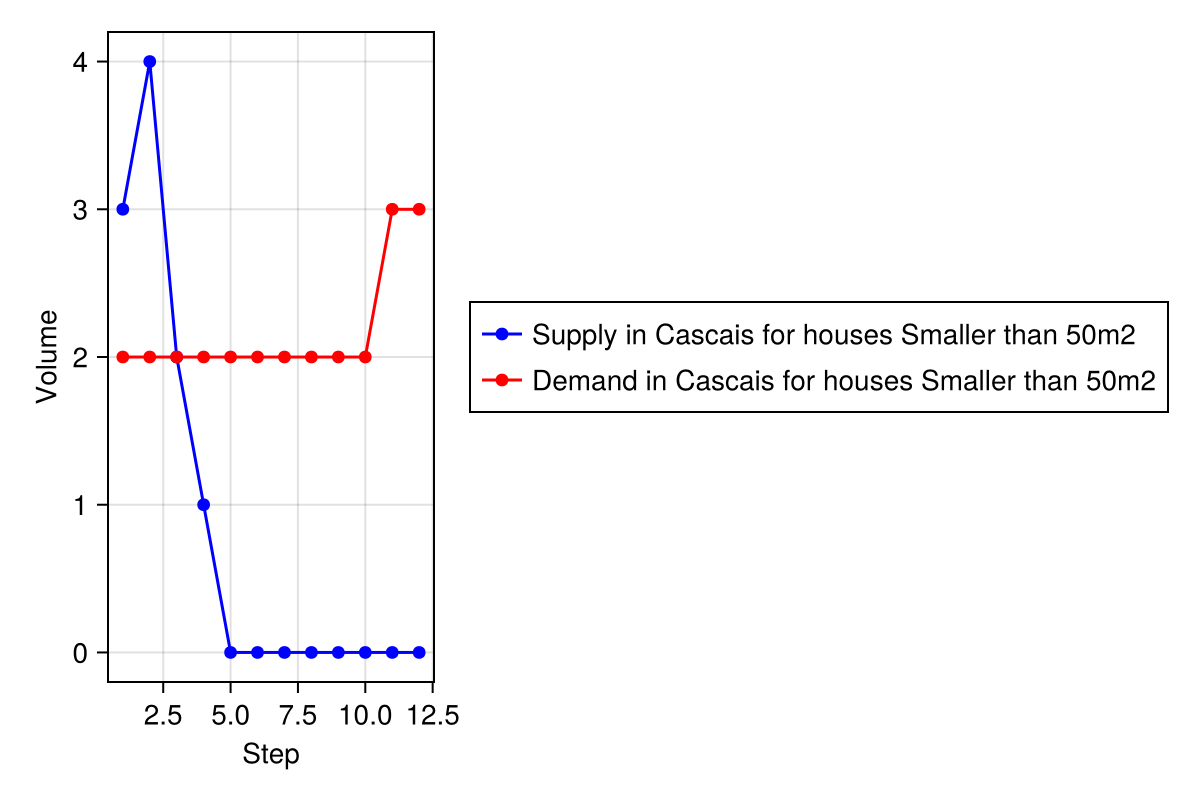 4
3
2
1
0
Volume
2.5 5.0 7.5 10.0 12.5
Step
Supply in Cascais for houses Smaller than 50m2
Demand in Cascais for houses Smaller than 50m2